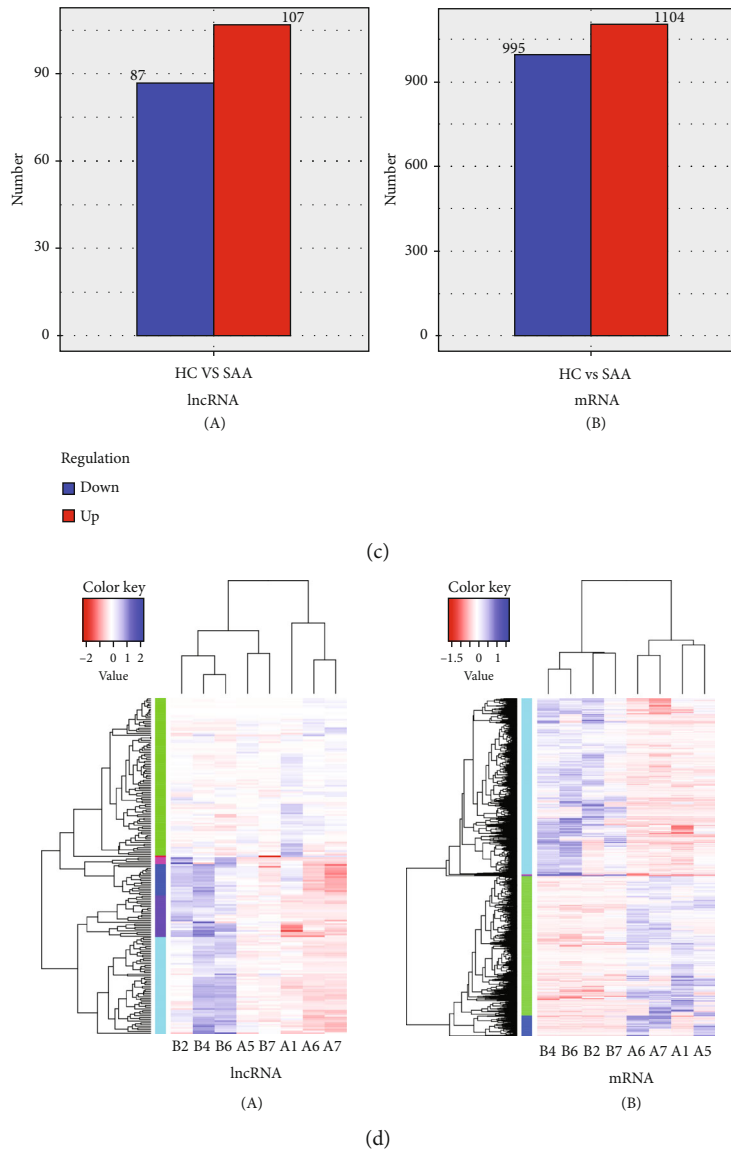 107
90
87
60
30
0
Number
HC VS SAA
lncRNA
(A)
1104
995
900
600
300
0
Number
HC vs SAA
mRNA
(B)
Regulation
Down
Up
(c)
Color key
−2 0 1 2
Value
B2 B4 B6 A5 B7 A1 A6 A7
lncRNA
(A)
Color key
−1.5 0 1
Value
B4 B6 B2 B7 A6 A7 A1 A5
mRNA
(B)
(d)